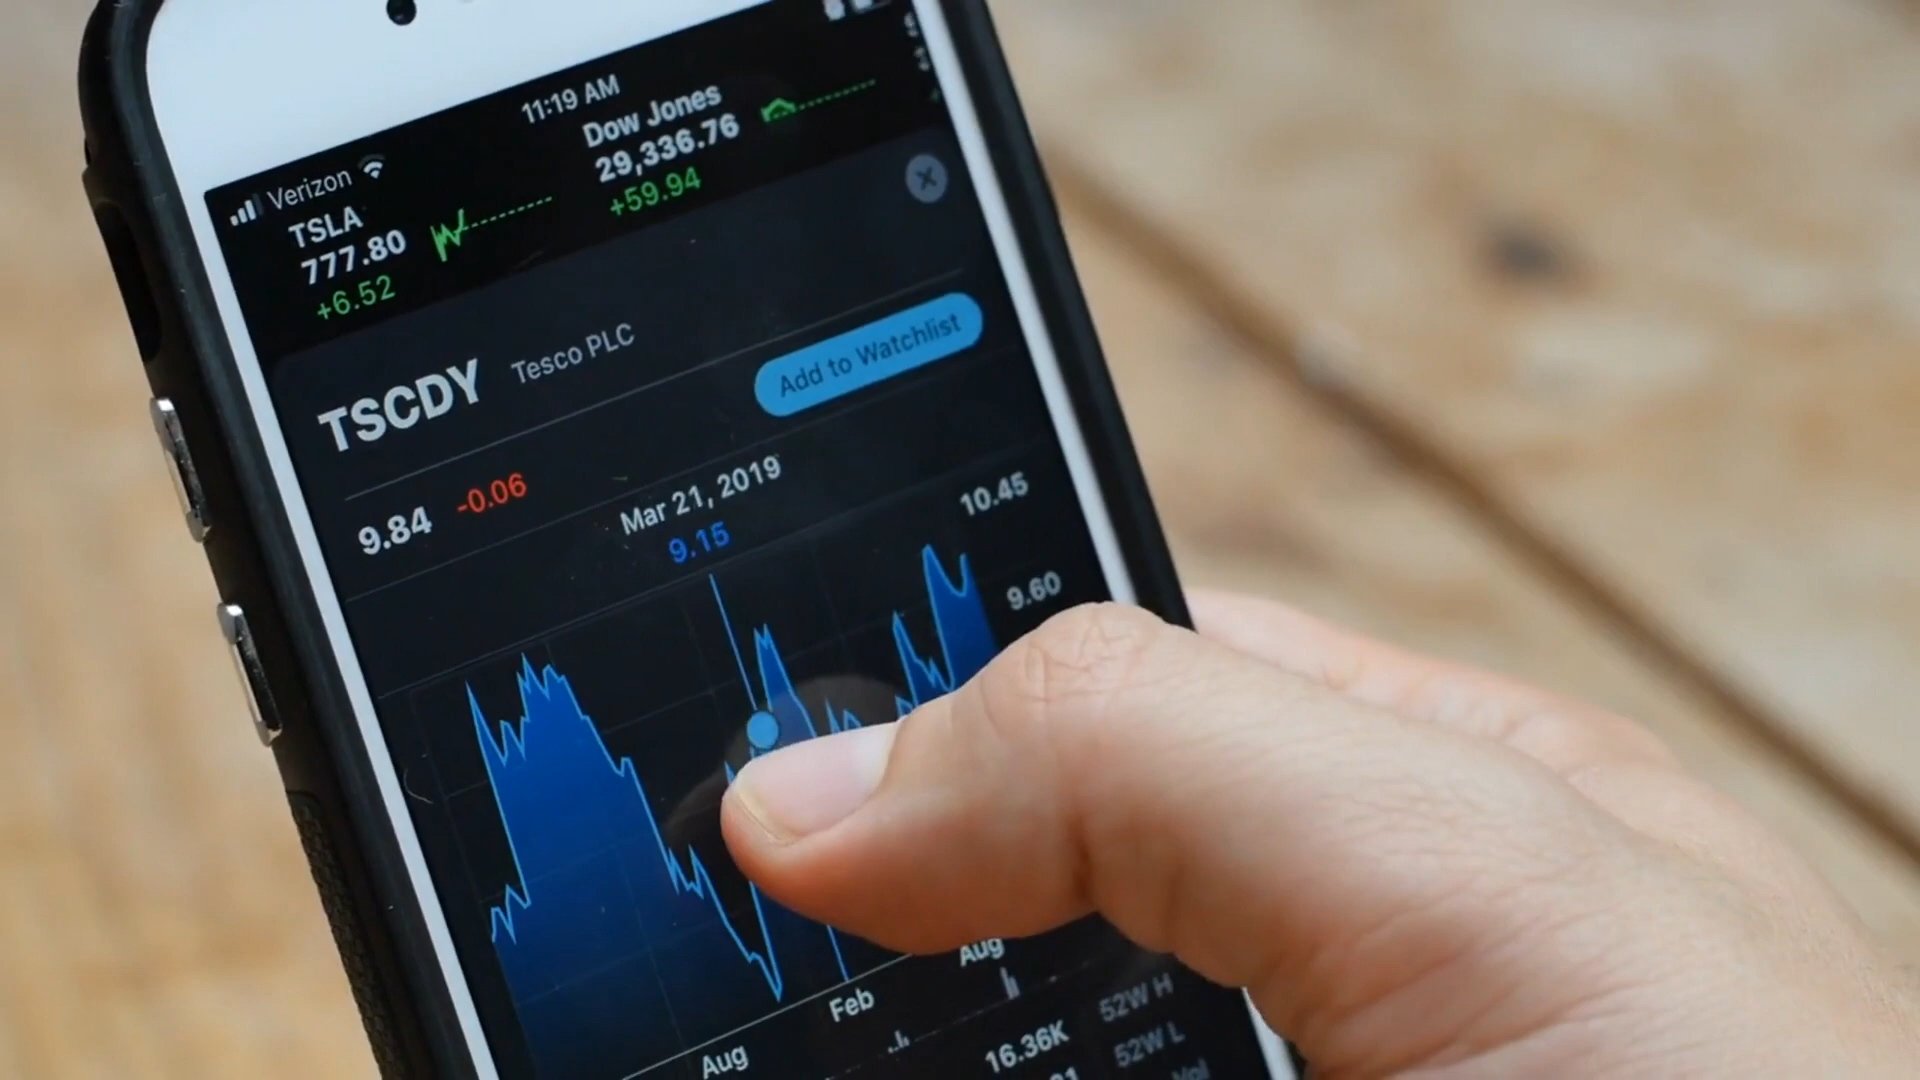 Verizon
11:19 AM
TSLA
777.80
+6.52
Dow Jones
29,336.76
+59.94
TSCDY Tesco PLC
Add to Watchlist
9.84 -0.06
Mar 21, 2019
9.15
10.45
9.60
Aug
Feb
Aug
16.36K
52W H
52W L
Vol